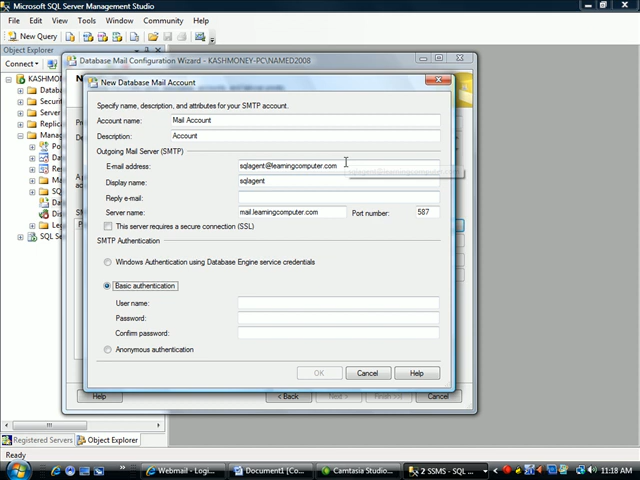 Microsoft SQL Server Management Studio
File Edit View Tools Window Community Help
New Query
Object Explorer
Connect
Database Mail Configuration Wizard - KASHMONEY-PC\NAMED2008
New Database Mail Account
Specify name, description, and attributes for your SMTP account.
Account name: Mail Account
Description: Account
Outgoing Mail Server (SMTP)
E-mail address: sqlagent@learningcomputer.com
Display name: sqlagent
Reply e-mail:
Server name: mail.learningcomputer.com Port number: 587
This server requires a secure connection (SSL)
SMTP Authentication
Windows Authentication using Database Engine service credentials
Basic authentication
User name:
Password:
Confirm password:
Anonymous authentication
OK Cancel Help
Help < Back Next > Finish >>| Cancel
Registered Servers Object Explorer
Ready
Webmail - Logi... Document1 [Co... Camtasia Studio... 2 SSMS - SQL ... 11:18 AM